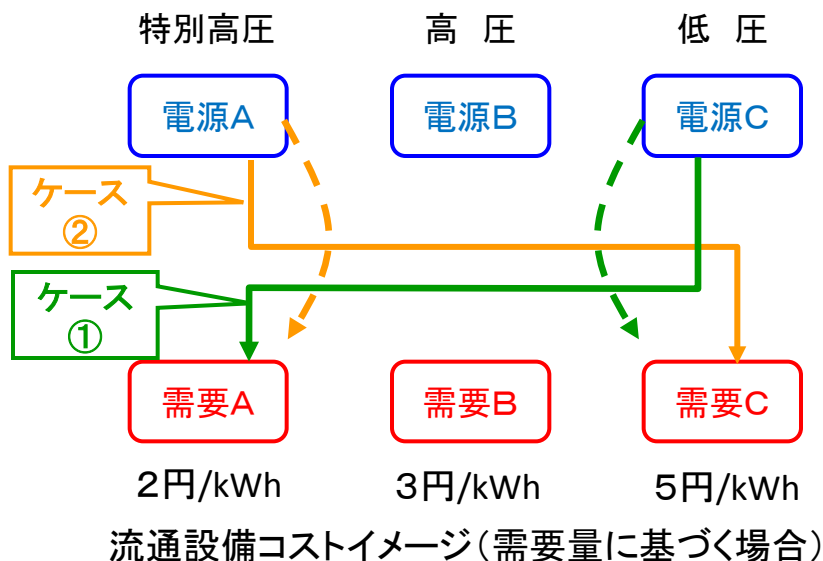 特別高圧 高 圧 低 圧
電源A 電源B 電源C
ケース
②
ケース
①
需要A 需要B 需要C
2円/kWh 3円/kWh 5円/kWh
流通設備コストイメージ(需要量に基づく場合)